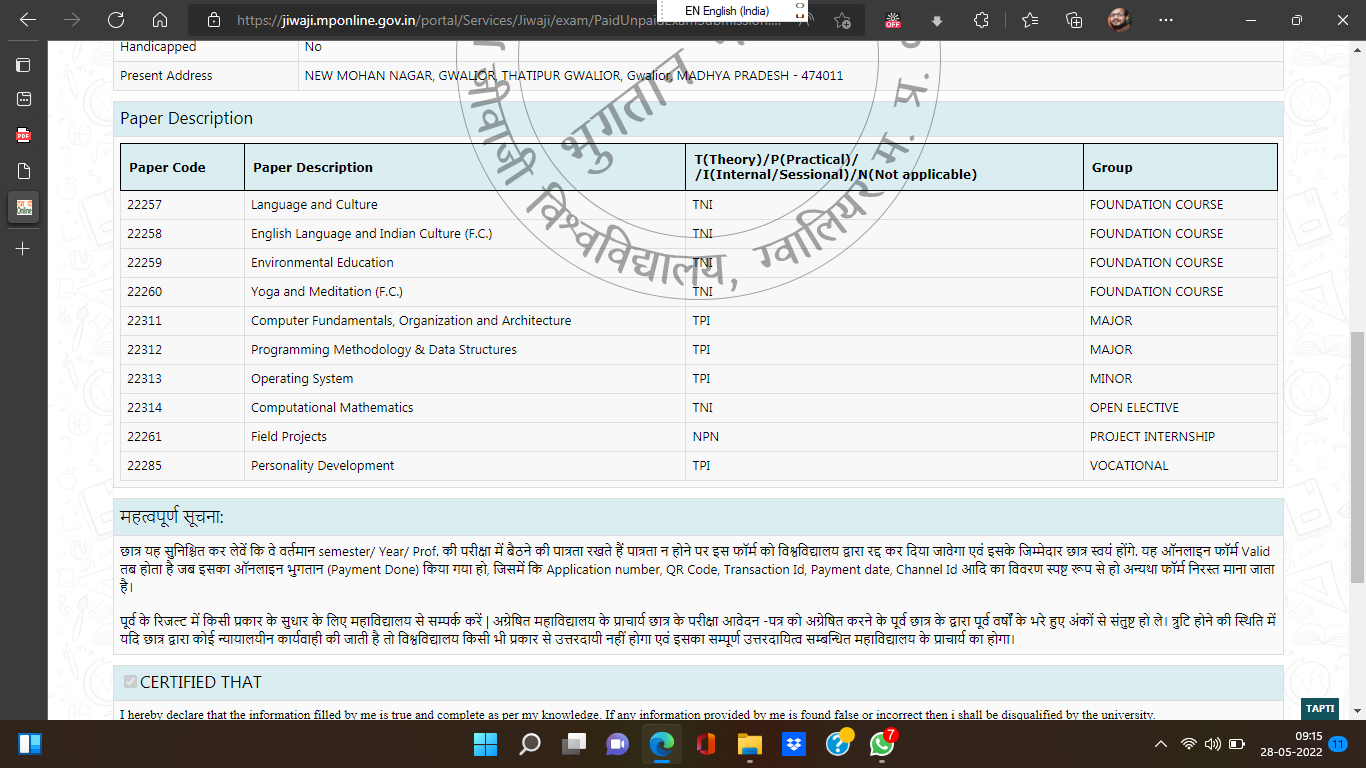 EN English (India)
https://jiwaji.mponline.gov.in/portal/Services/Jiwaji/exam/PaidUnpaid
OFF
Handicapped No
Present Address NEW MOHAN NAGAR, GWALIOR, THATIPUR GWALIOR, Gwalior, MADHYA PRADESH - 474011
भुगतान
जीवाजी विश्वविद्यालय, ग्वालियर म. प्र.
Paper Description
Paper Code Paper Description T(Theory)/P(Practical)/
/I(Internal/Sessional)/N(Not applicable) Group
22257 Language and Culture TNI FOUNDATION COURSE
22258 English Language and Indian Culture (F.C.) TNI FOUNDATION COURSE
22259 Environmental Education TNI FOUNDATION COURSE
22260 Yoga and Meditation (F.C.) TNI FOUNDATION COURSE
22311 Computer Fundamentals, Organization and Architecture TPI MAJOR
22312 Programming Methodology & Data Structures TPI MAJOR
22313 Operating System TPI MINOR
22314 Computational Mathematics TNI OPEN ELECTIVE
22261 Field Projects NPN PROJECT INTERNSHIP
22285 Personality Development TPI VOCATIONAL
महत्वपूर्ण सूचना:
छात्र यह सुनिश्चित कर लेवें कि वे वर्तमान semester/ Year/ Prof. की परीक्षा में बैठने की पात्रता रखते हैं पात्रता न होने पर इस फॉर्म को विश्वविद्यालय द्वारा रद्द कर दिया जावेगा एवं इसके जिम्मेदार छात्र स्वयं होंगे. यह ऑनलाइन फॉर्म Valid
तब होता है जब इसका ऑनलाइन भुगतान (Payment Done) किया गया हो, जिसमें कि Application number, QR Code, Transaction Id, Payment date, Channel Id आदि का विवरण स्पष्ट रूप से हो अन्यथा फॉर्म निरस्त माना जाता
है।
पूर्व के रिजल्ट में किसी प्रकार के सुधार के लिए महाविद्यालय से सम्पर्क करें | अग्रेषित महाविद्यालय के प्राचार्य छात्र के परीक्षा आवेदन -पत्र को अग्रेषित करने के पूर्व छात्र के द्वारा पूर्व वर्षों के भरे हुए अंकों से संतुष्ट हो ले। त्रुटि होने की स्थिति में
यदि छात्र द्वारा कोई न्यायालयीन कार्यवाही की जाती है तो विश्वविद्यालय किसी भी प्रकार से उत्तरदायी नहीं होगा एवं इसका सम्पूर्ण उत्तरदायित्व सम्बन्धित महाविद्यालय के प्राचार्य का होगा।
CERTIFIED THAT
I hereby declare that the information filled by me is true and complete as per my knowledge. If any information provided by me is found false or incorrect then i shall be disqualified by the university.
TAPTI
7
09:15
28-05-2022
11